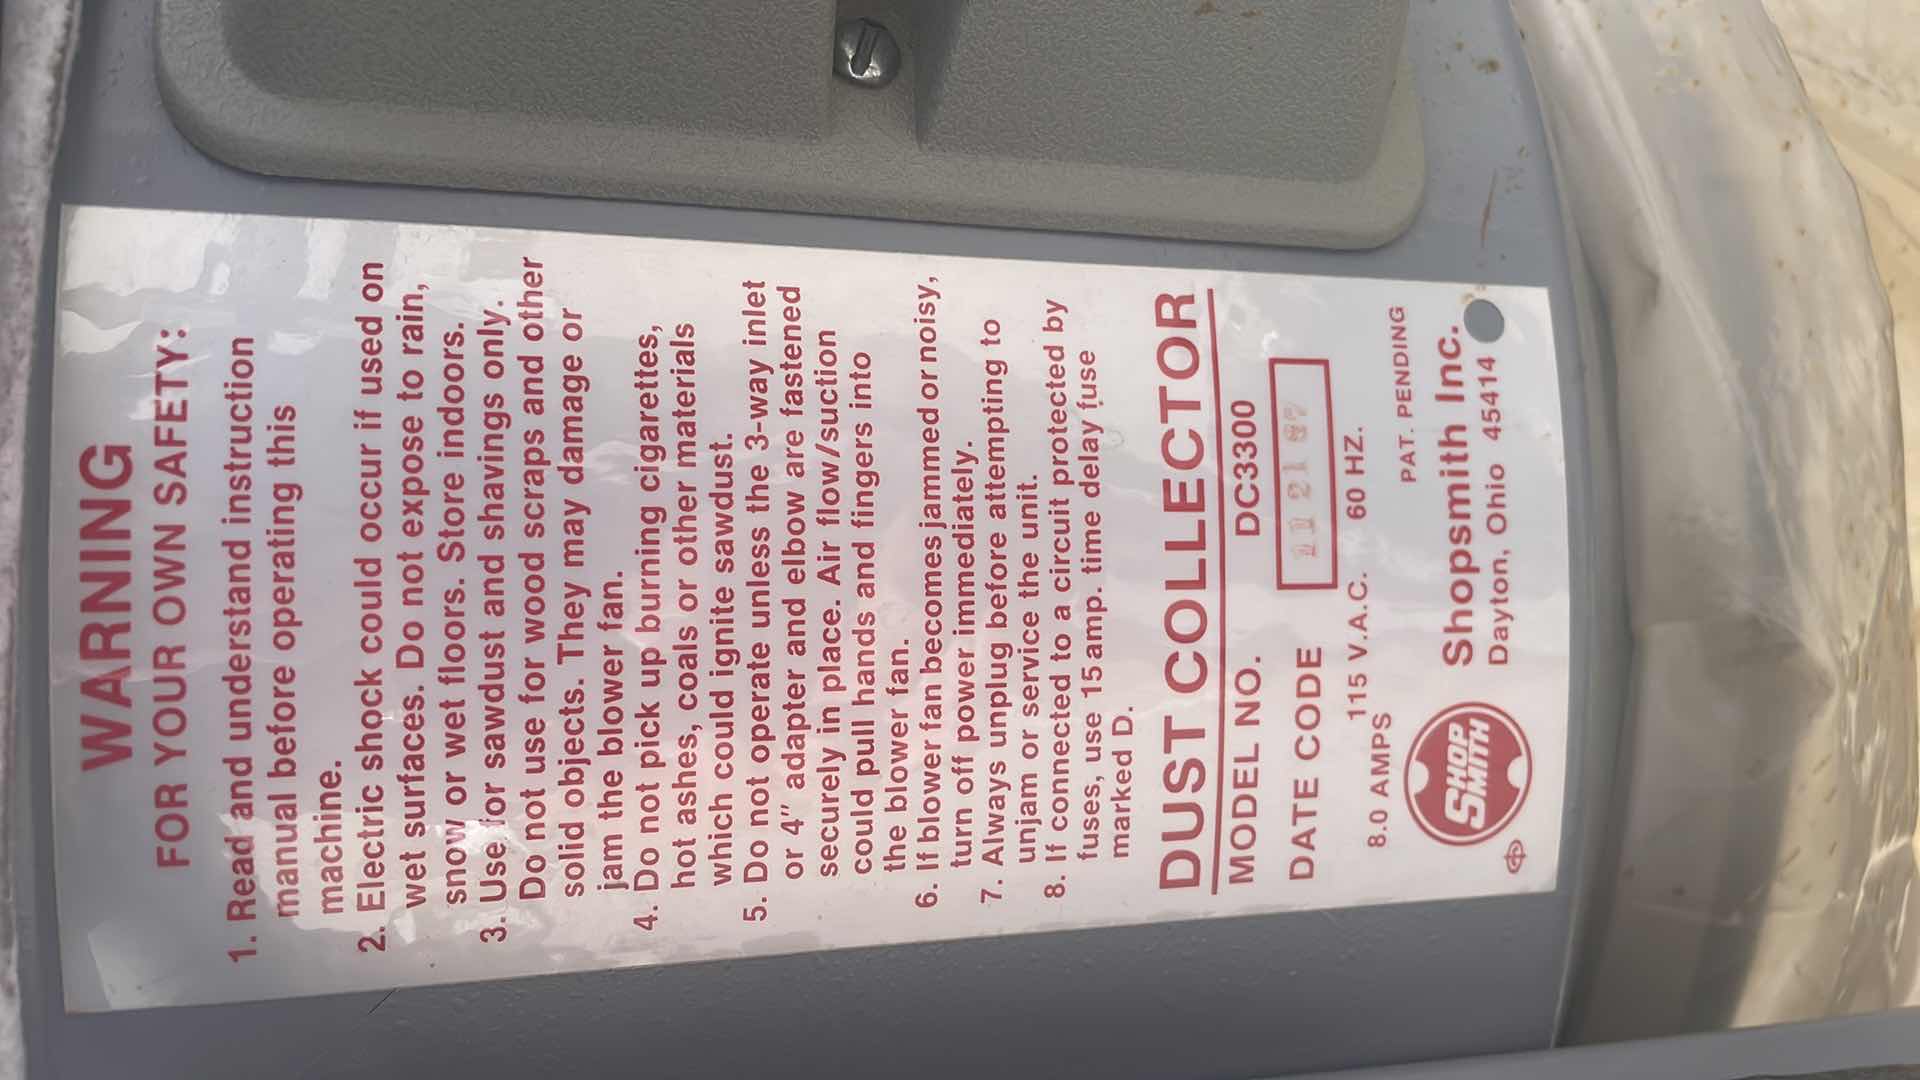 WARNING
FOR YOUR OWN SAFETY:
1. Read and understand instruction
manual before operating this
machine.
2. Electric shock could occur if used on
wet surfaces. Do not expose to rain,
snow or wet floors. Store indoors.
3. Use for sawdust and shavings only.
Do not use for wood scraps and other
solid objects. They may damage or
jam the blower fan.
4. Do not pick up burning cigarettes,
hot ashes, coals or other materials
which could ignite sawdust.
5. Do not operate unless the 3-way inlet
or 4″ adapter and elbow are fastened
securely in place. Air flow/suction
could pull hands and fingers into
the blower fan.
6. If blower fan becomes jammed or noisy,
turn off power immediately.
7. Always unplug before attempting to
unjam or service the unit.
8. If connected to a circuit protected by
fuses, use 15 amp. time delay fuse
marked D.
DUST COLLECTOR
MODEL NO. DC3300
DATE CODE
115 V.A.C. 60 HZ.
8.0 AMPS
PAT. PENDING
SHOP
SMITH
Shopsmith Inc.
Dayton, Ohio 45414